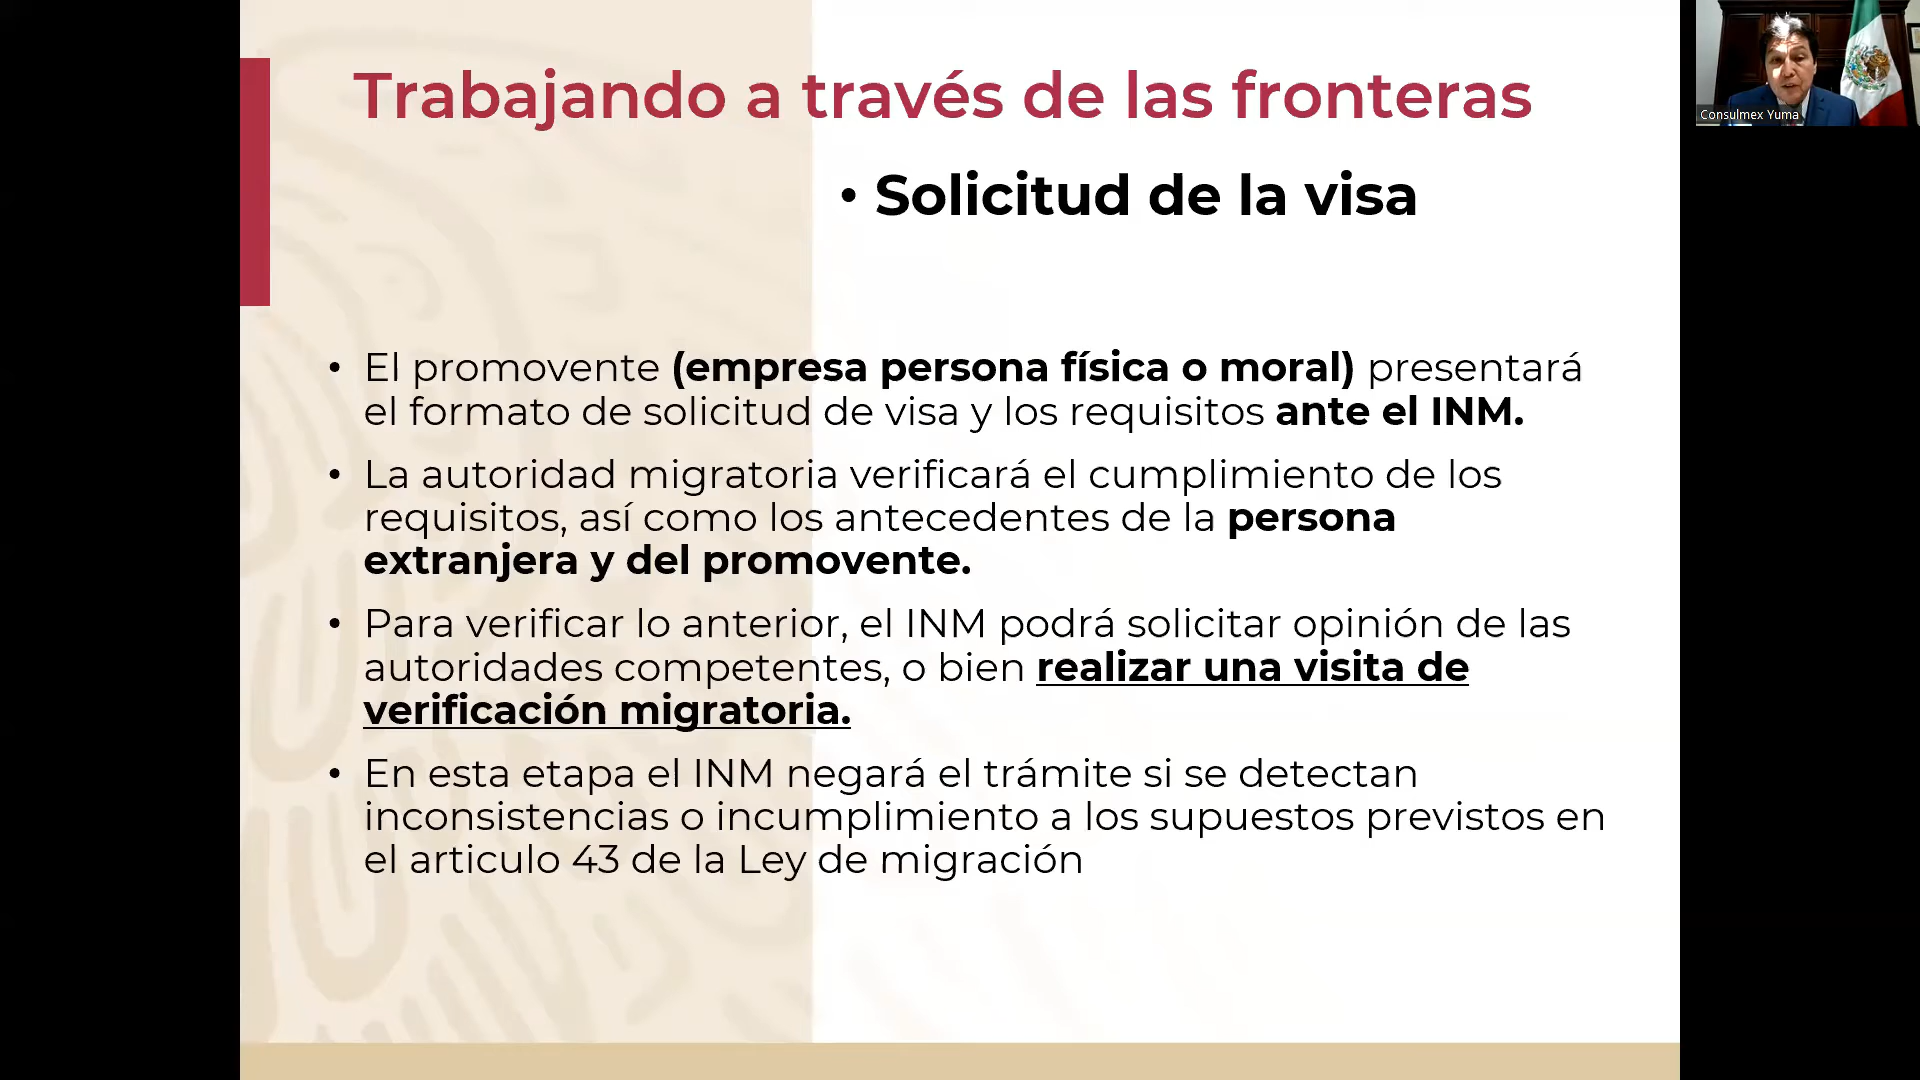 Trabajando a través de las fronteras
• Solicitud de la visa
• El promovente (empresa persona física o moral) presentará
el formato de solicitud de visa y los requisitos ante el INM.
• La autoridad migratoria verificará el cumplimiento de los
requisitos, así como los antecedentes de la persona
extranjera y del promovente.
• Para verificar lo anterior, el INM podrá solicitar opinión de las
autoridades competentes, o bien realizar una visita de
verificación migratoria.
• En esta etapa el INM negará el trámite si se detectan
inconsistencias o incumplimiento a los supuestos previstos en
el articulo 43 de la Ley de migración
Consulmex Yuma